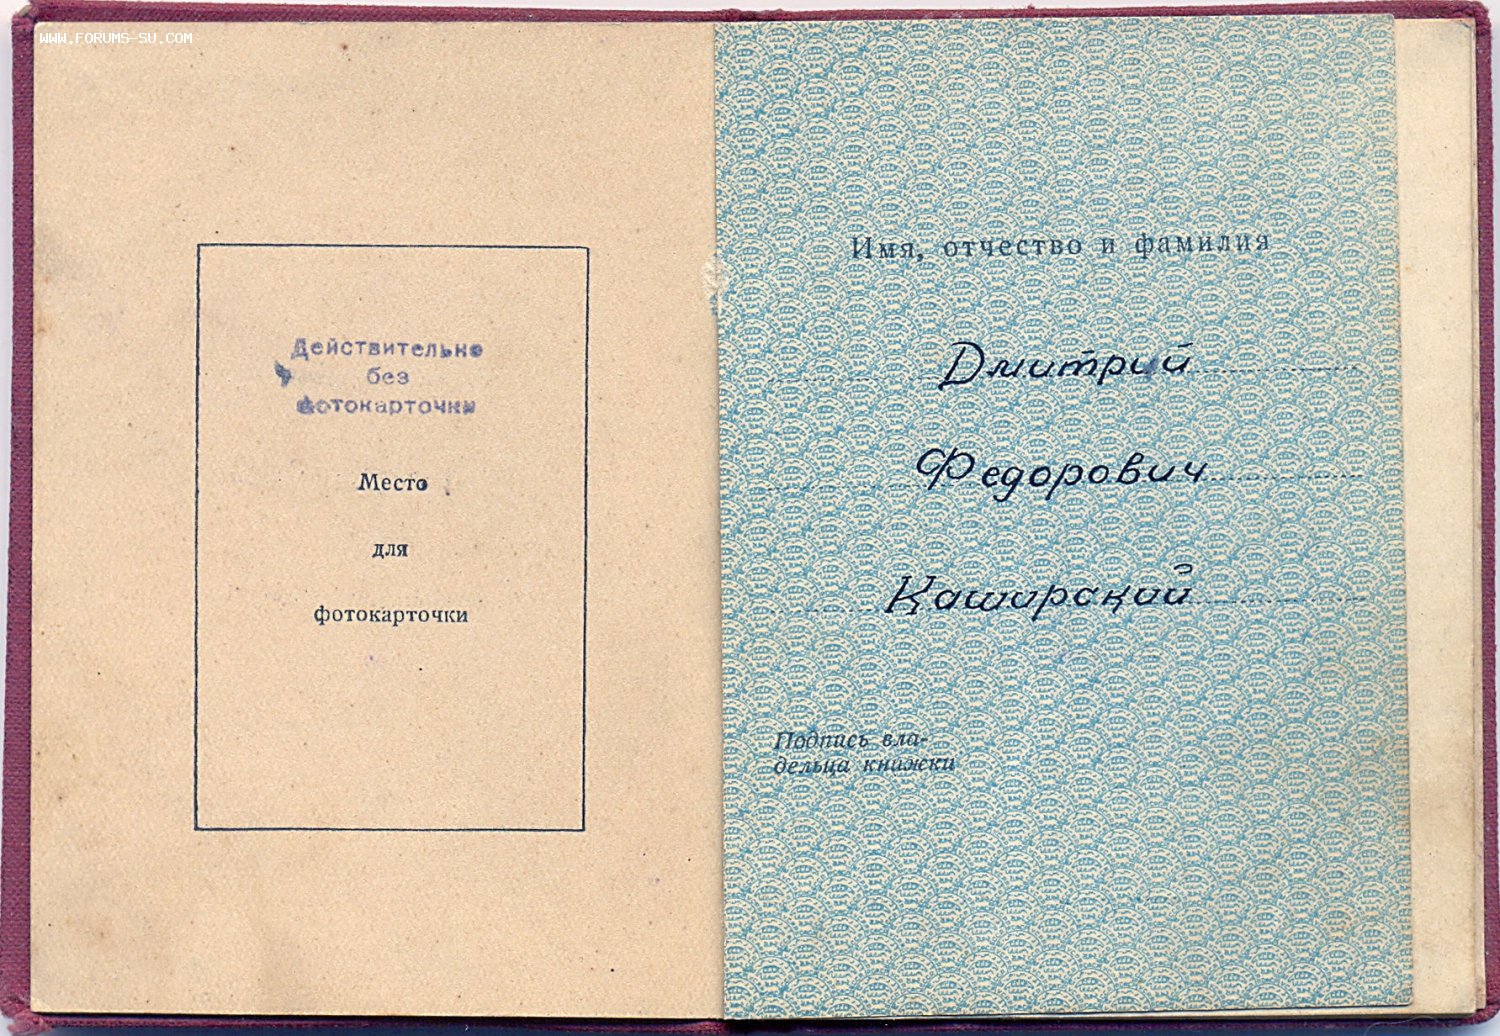 www.forums-su.com
Действительно
без
фотокарточки
Место
для
фотокарточки
Имя, отчество и фамилия
Дмитрий
Федорович
Каширский
Подпись вла-
дельца книжки